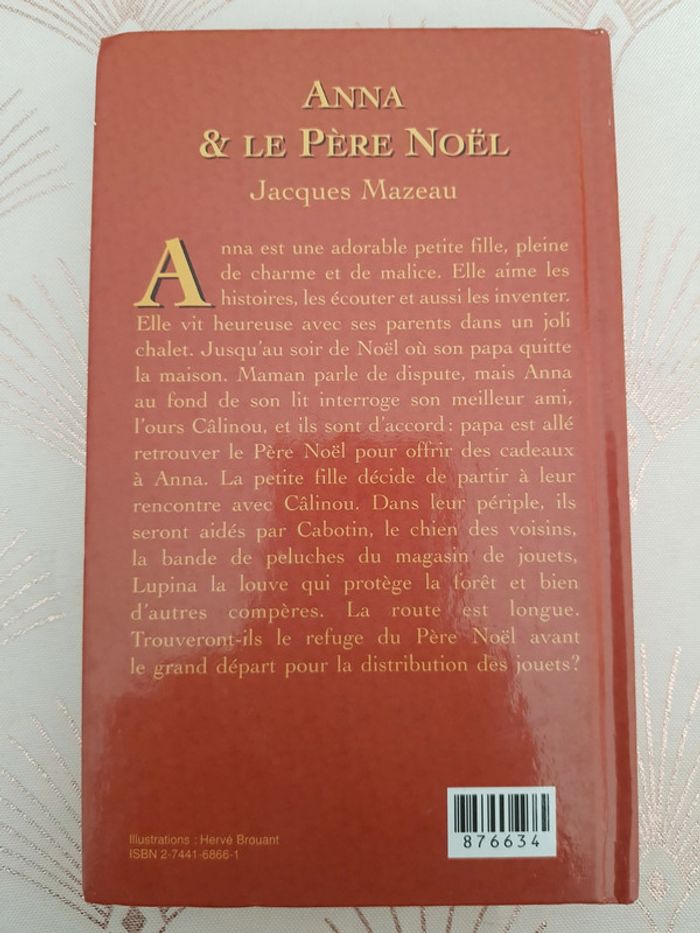 ANNA
& LE PÈRE NOËL
Jacques Mazeau
Anna est une adorable petite fille, pleine
de charme et de malice. Elle aime les
histoires, les écouter et aussi les inventer.
Elle vit heureuse avec ses parents dans un joli
chalet. Jusqu'au soir de Noël où son papa quitte
la maison. Maman parle de dispute, mais Anna
au fond de son lit interroge son meilleur ami,
l'ours Câlinou, et ils sont d'accord : papa est allé
retrouver le Père Noël pour offrir des cadeaux
à Anna. La petite fille décide de partir à leur
rencontre avec Câlinou. Dans leur périple, ils
seront aidés par Cabotin, le chien des voisins,
la bande de peluches du magasin de jouets,
Lupina la louve qui protège la forêt et bien
d'autres compères. La route est longue.
Trouveront-ils le refuge du Père Noël avant
le grand départ pour la distribution des jouets?
876634
Illustrations : Hervé Brouant
ISBN 2-7441-6866-1